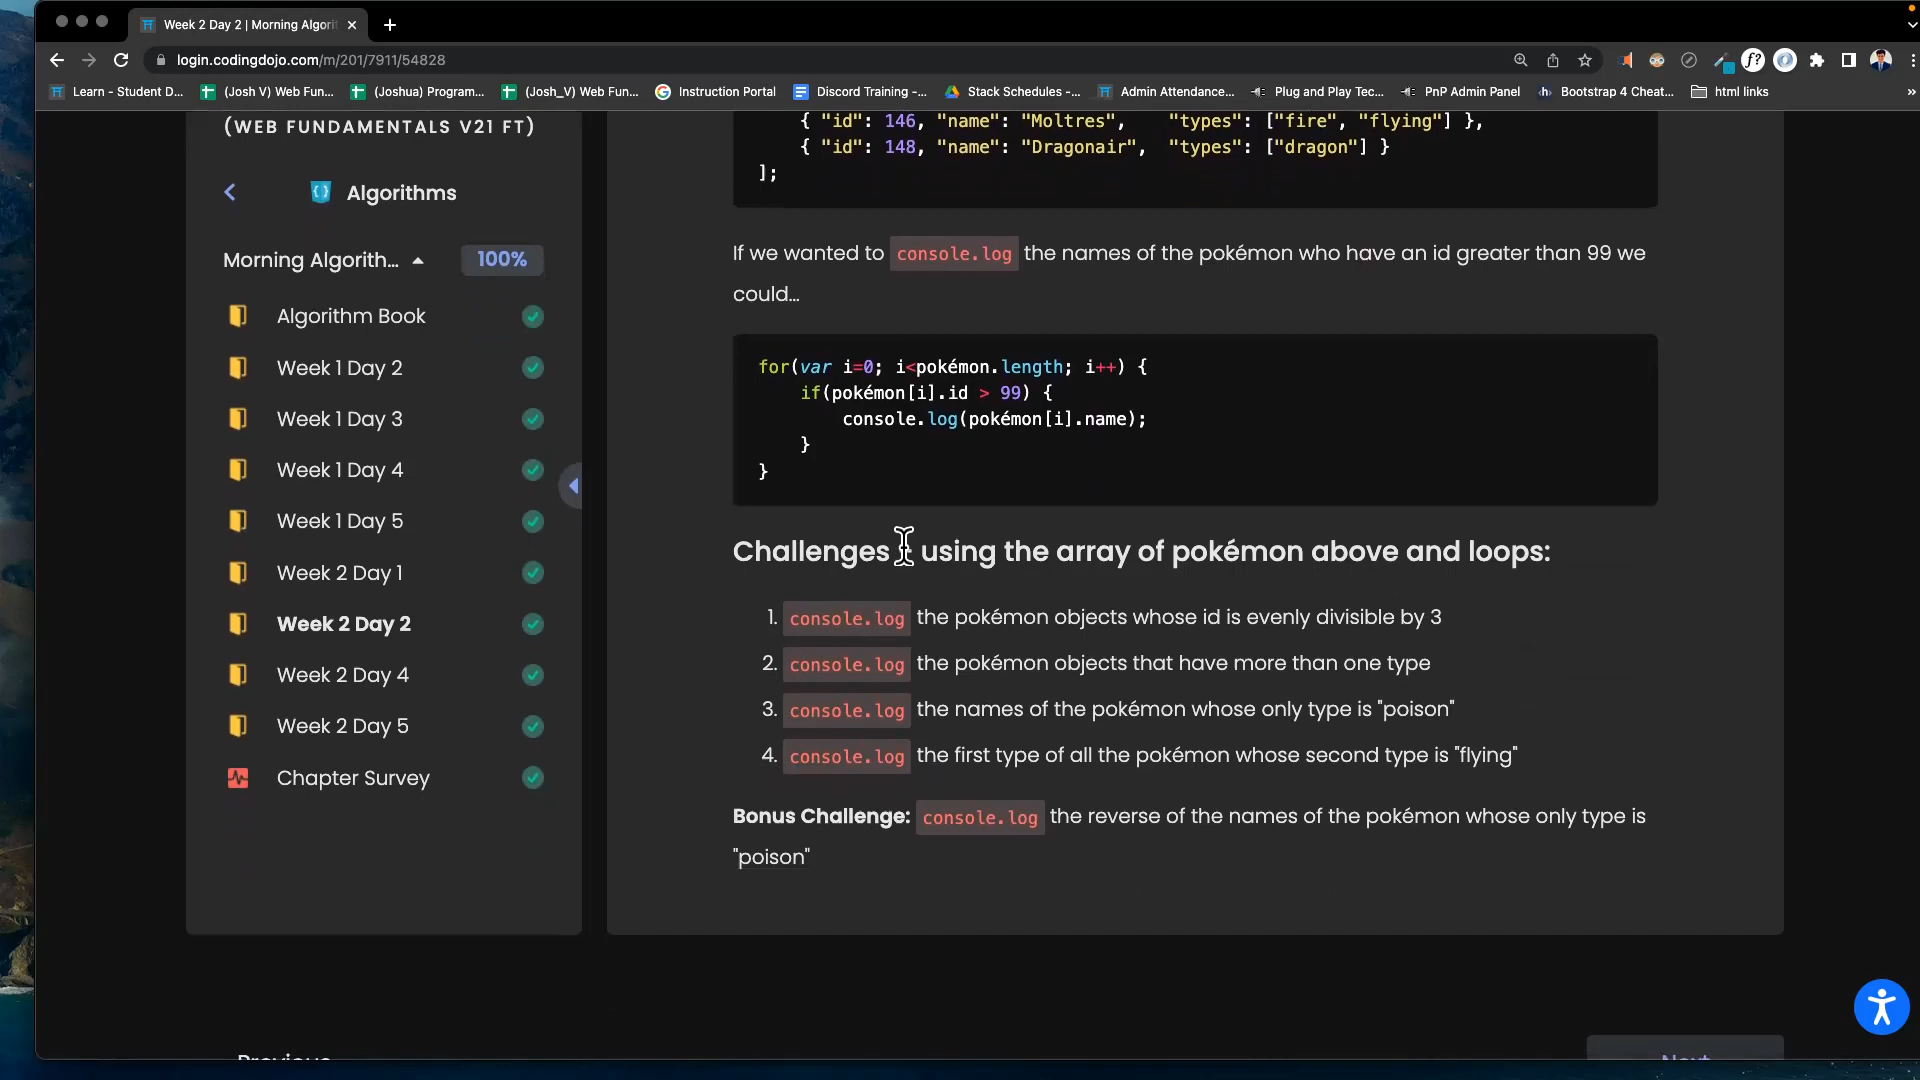 Week 2 Day 2 | Morning Algori
login.codingdojo.com/m/201/7911/54828
Learn - Student D...
(Josh V) Web Fun...
(Joshua) Program...
(Josh_V) Web Fun...
Instruction Portal
Discord Training -...
Stack Schedules -...
Admin Attendance...
Plug and Play Tec...
PnP Admin Panel
Bootstrap 4 Cheat...
html links
(WEB FUNDAMENTALS V21 FT)
Algorithms
Morning Algorith... 100%
Algorithm Book
Week 1 Day 2
Week 1 Day 3
Week 1 Day 4
Week 1 Day 5
Week 2 Day 1
Week 2 Day 2
Week 2 Day 4
Week 2 Day 5
Chapter Survey
{ "id": 146, "name": "Moltres", "types": ["fire", "flying"] },
{ "id": 148, "name": "Dragonair", "types": ["dragon"] }
];
If we wanted to console.log the names of the pokémon who have an id greater than 99 we
could...
for(var i=0; i<pokémon.length; i++) {
if(pokémon[i].id > 99) {
console.log(pokémon[i].name);
}
}
Challenges using the array of pokémon above and loops:
1. console.log the pokémon objects whose id is evenly divisible by 3
2. console.log the pokémon objects that have more than one type
3. console.log the names of the pokémon whose only type is "poison"
4. console.log the first type of all the pokémon whose second type is "flying"
Bonus Challenge: console.log the reverse of the names of the pokémon whose only type is
"poison"
Previous
Next